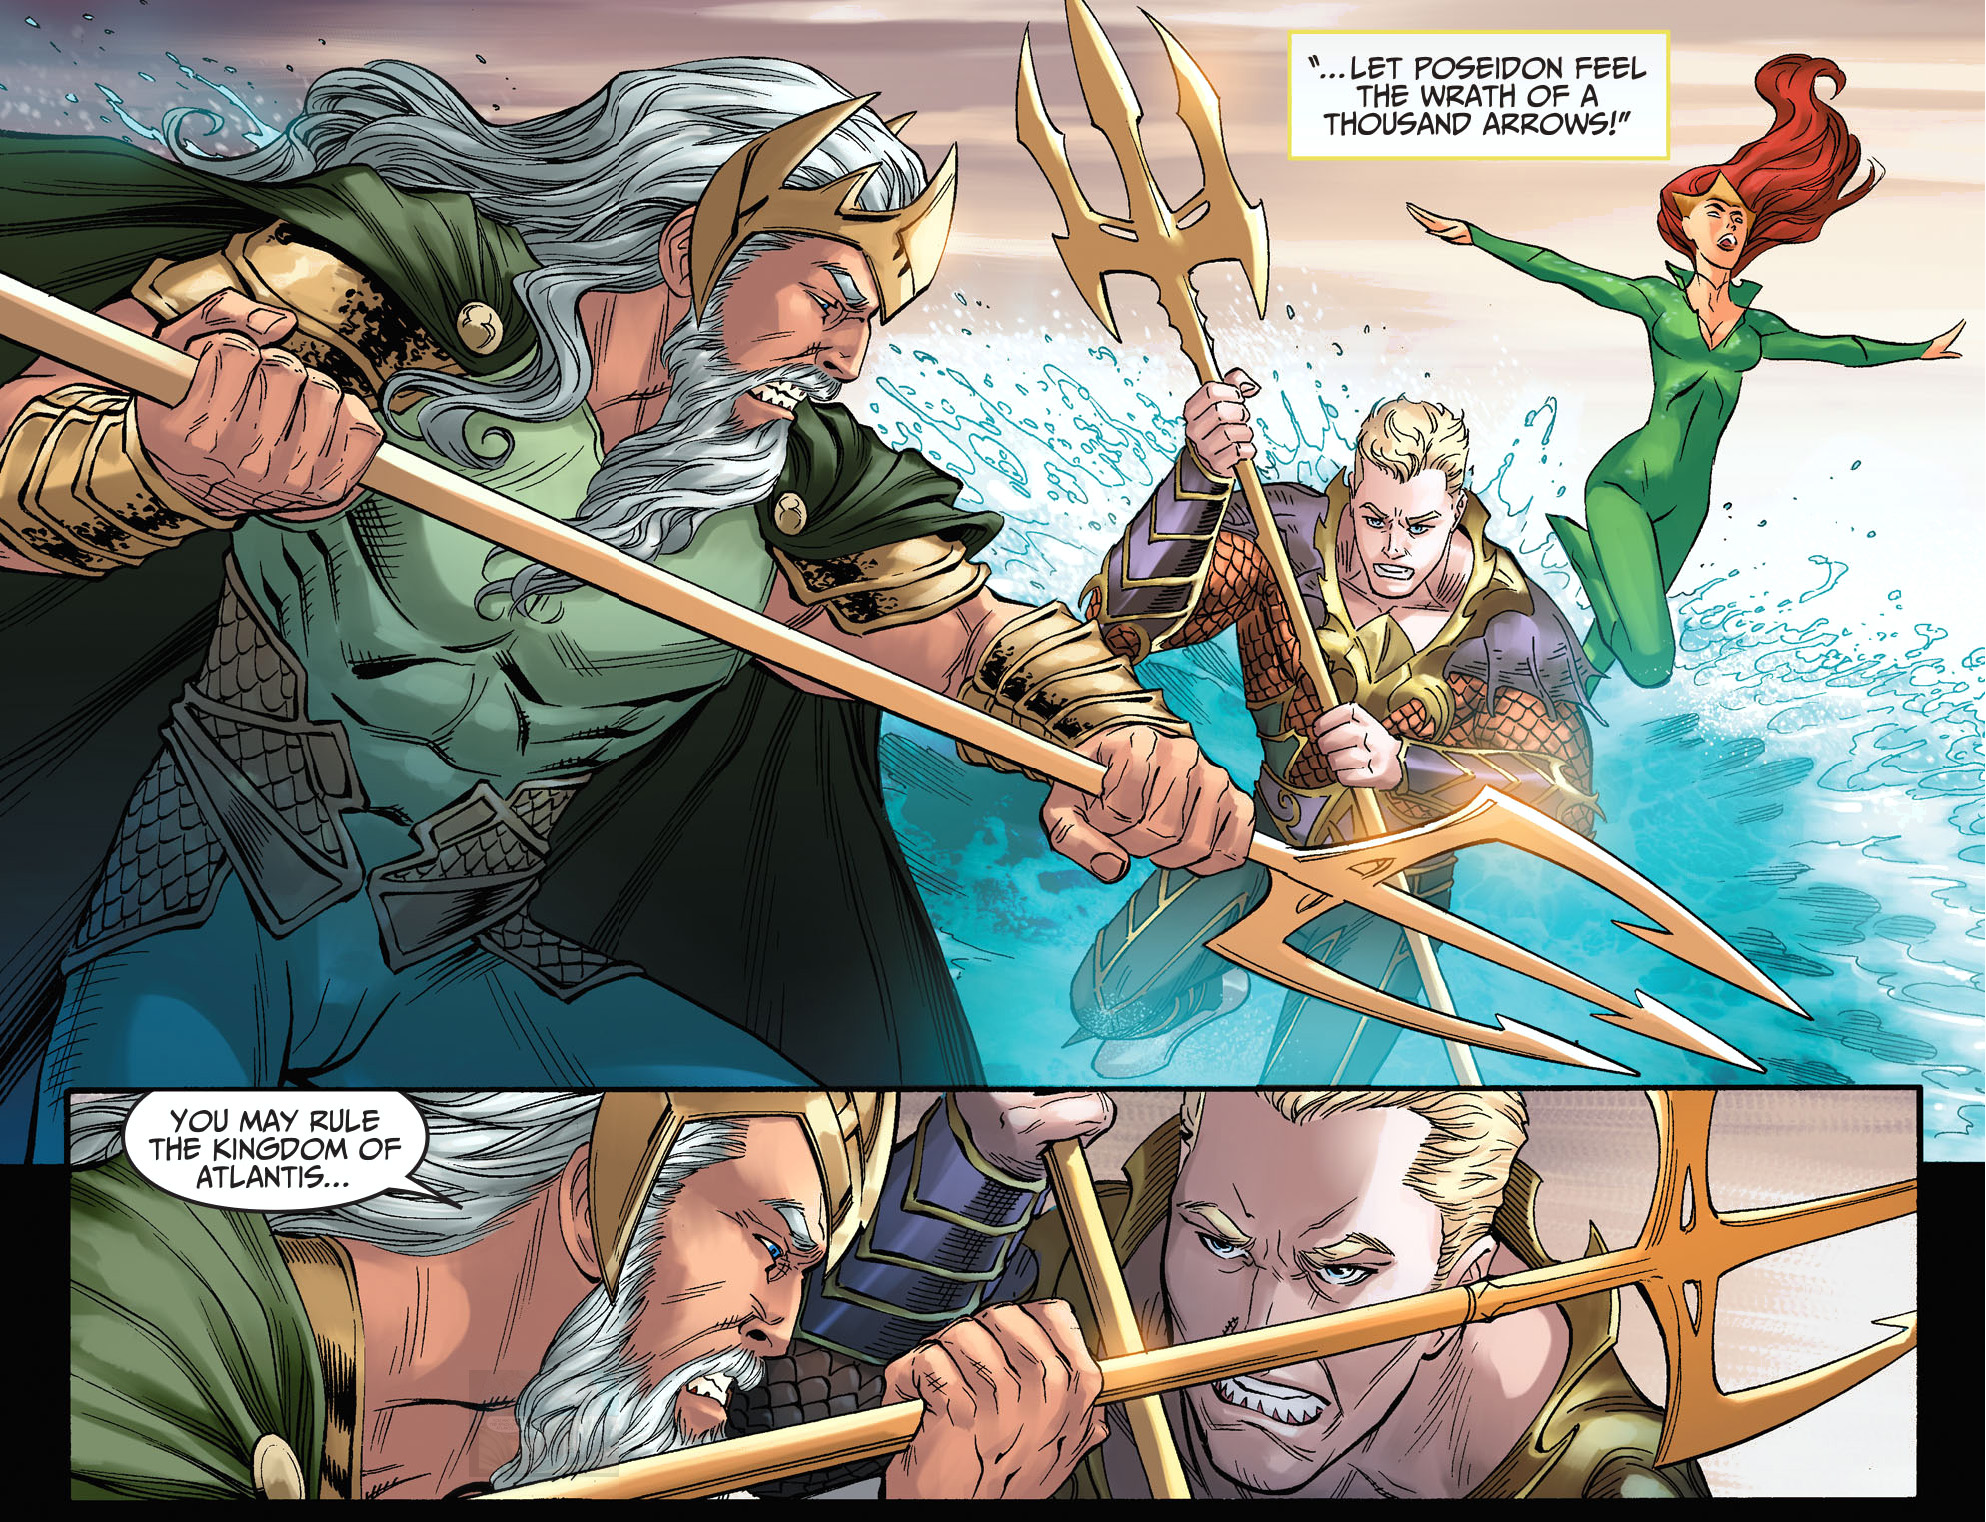 "...LET POSEIDON FEEL
THE WRATH OF A
THOUSAND ARROWS!"
YOU MAY RULE
THE KINGDOM OF
ATLANTIS...